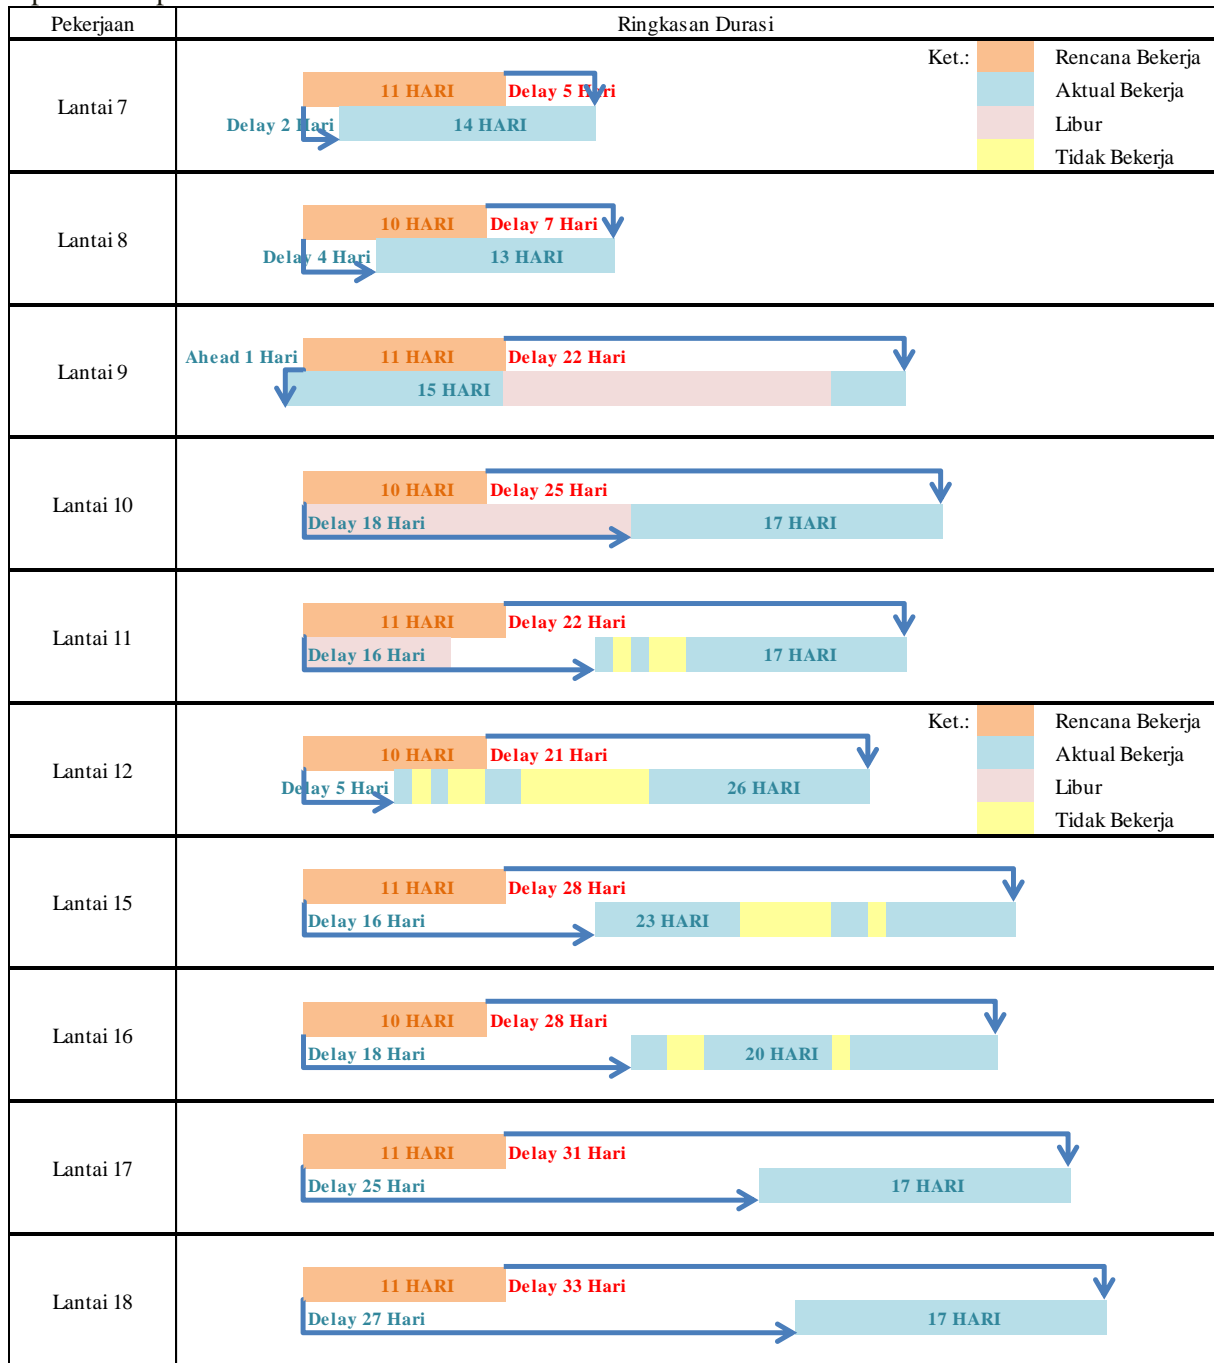 Pekerjaan Ringkasan Durasi
Ket.: Rencana Bekerja
Lantai 7 11 HARI Delay 5 Hari Aktual Bekerja
Delay 2 Hari 14 HARI Libur
Tidak Bekerja
Lantai 8 10 HARI Delay 7 Hari
Delay 4 Hari 13 HARI
Lantai 9 Ahead 1 Hari 11 HARI Delay 22 Hari
15 HARI
Lantai 10 10 HARI Delay 25 Hari
Delay 18 Hari 17 HARI
Lantai 11 11 HARI Delay 22 Hari
Delay 16 Hari 17 HARI
Ket.: Rencana Bekerja
Lantai 12 10 HARI Delay 21 Hari Aktual Bekerja
Delay 5 Hari 26 HARI Libur
Tidak Bekerja
Lantai 15 11 HARI Delay 28 Hari
Delay 16 Hari 23 HARI
Lantai 16 10 HARI Delay 28 Hari
Delay 18 Hari 20 HARI
Lantai 17 11 HARI Delay 31 Hari
Delay 25 Hari 17 HARI
Lantai 18 11 HARI Delay 33 Hari
Delay 27 Hari 17 HARI